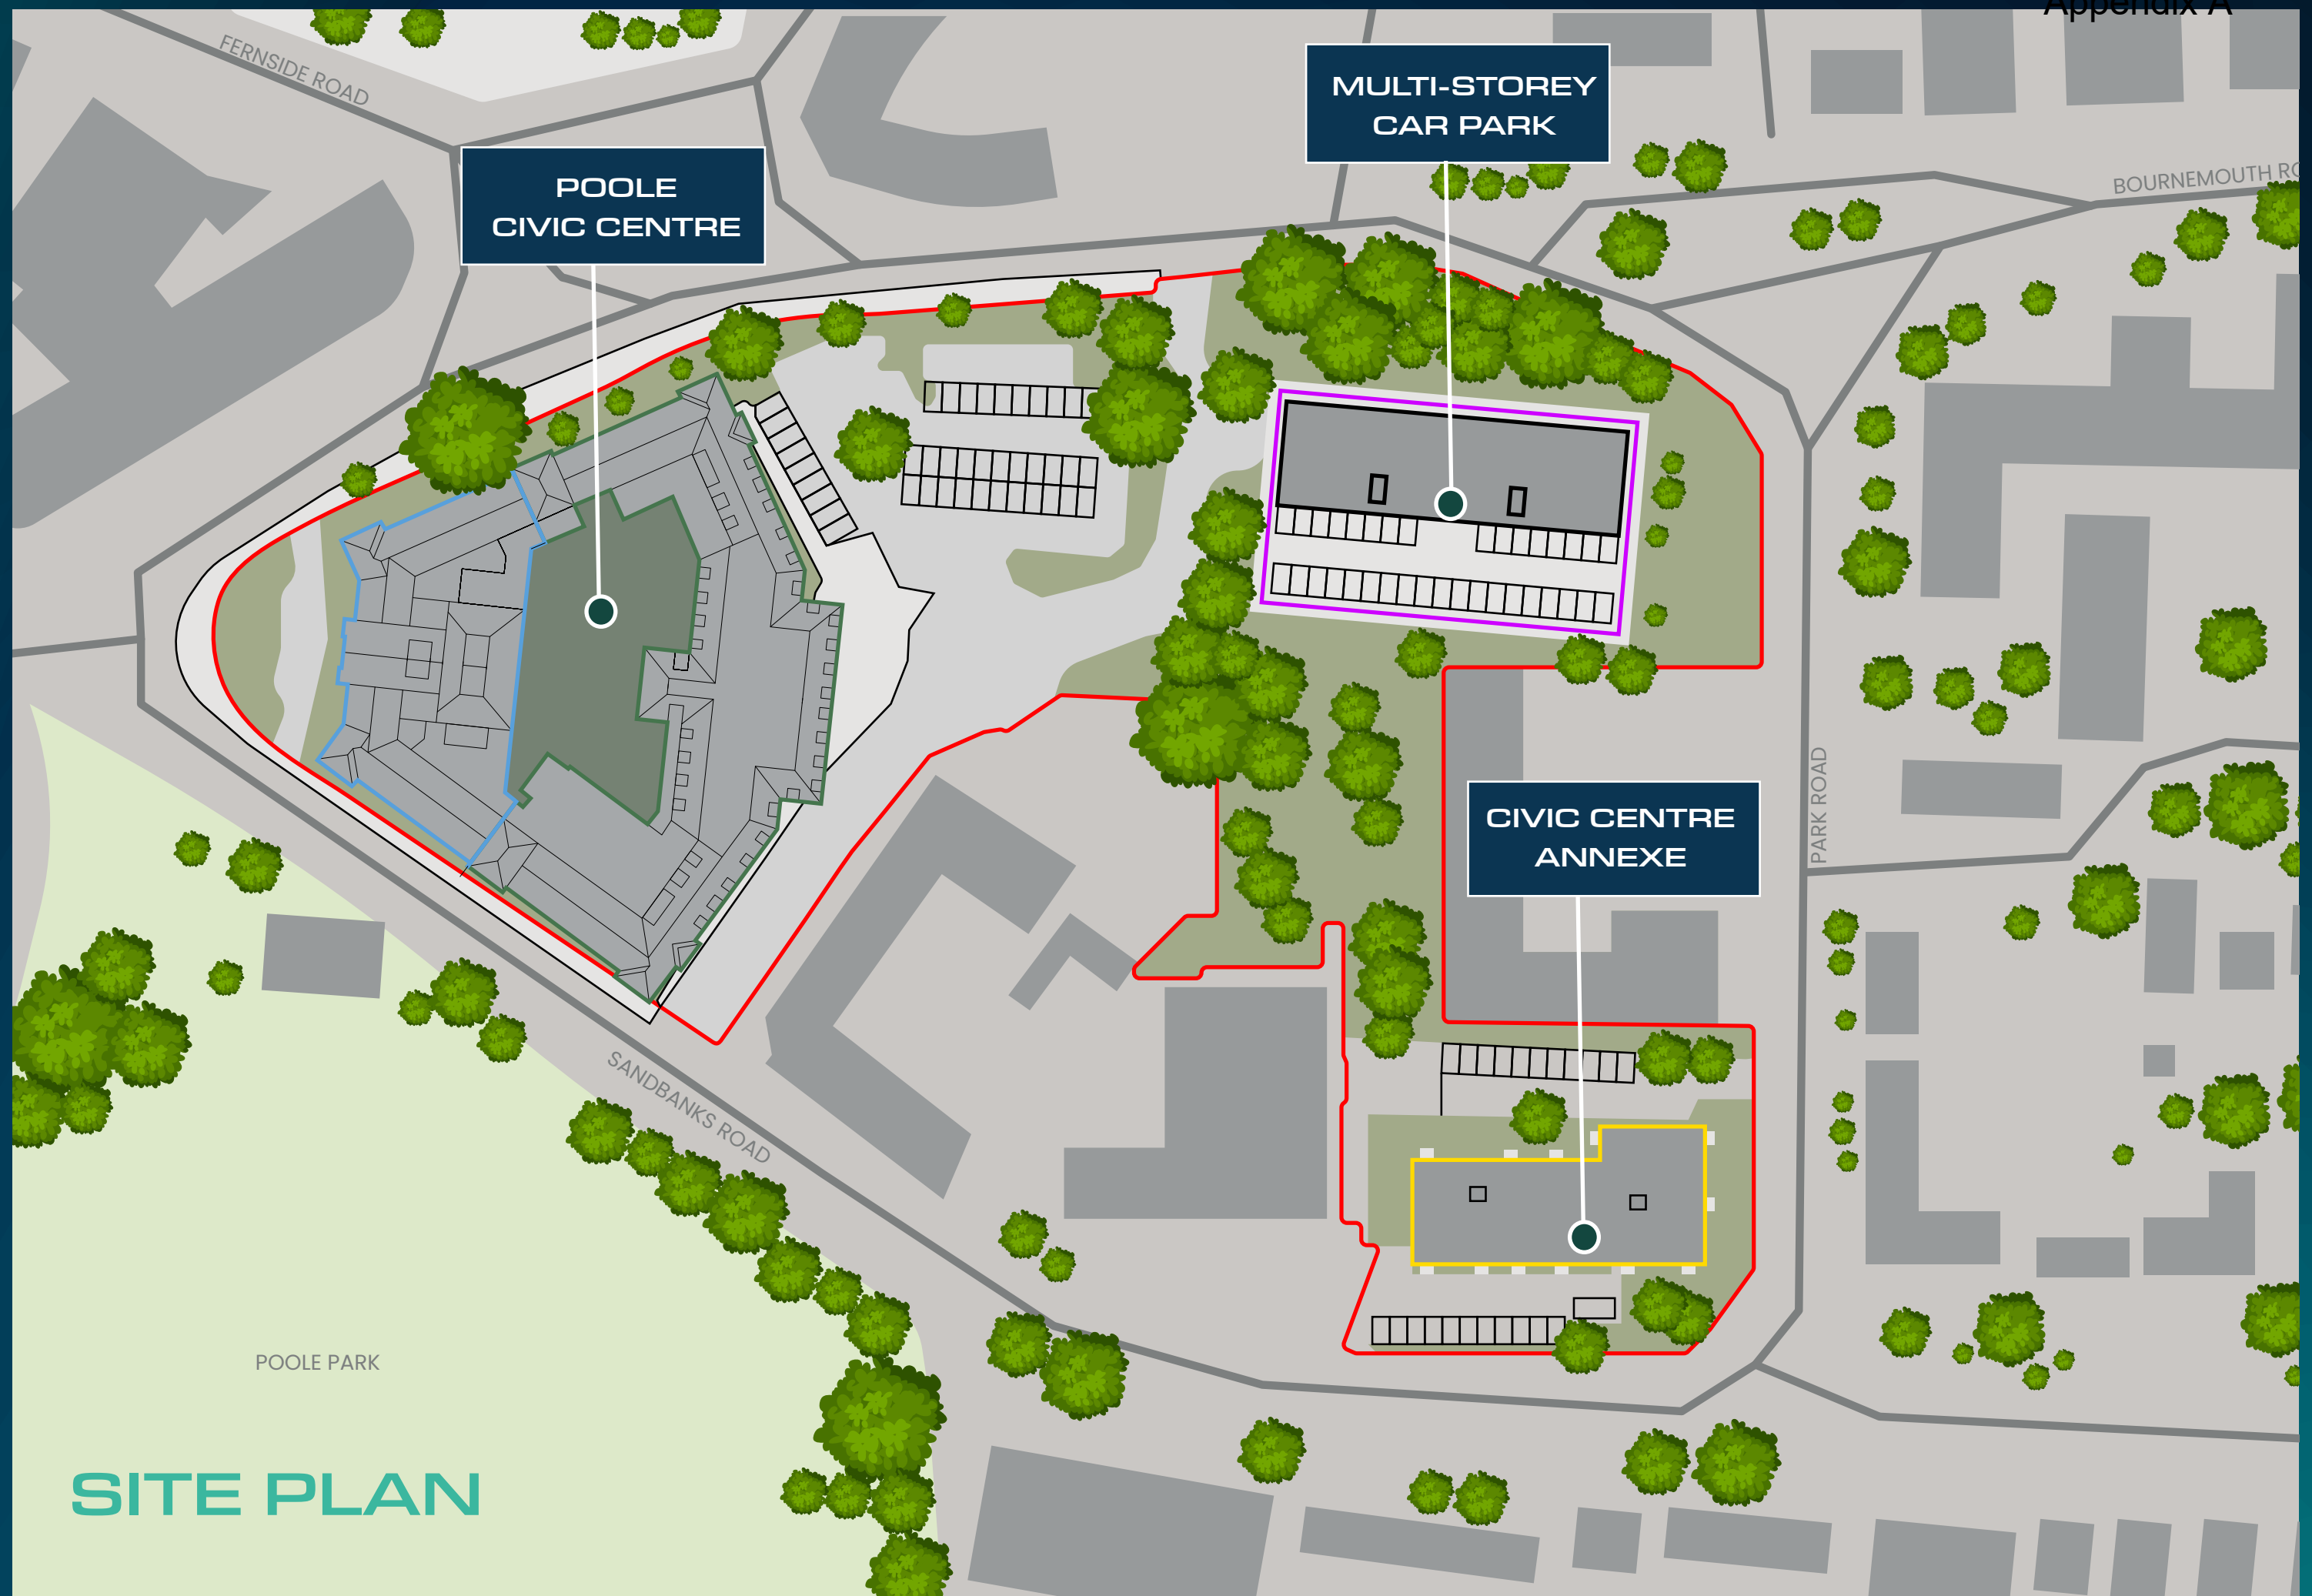 Appendix A
FERNSIDE ROAD
MULTI-STOREY
CAR PARK
POOLE
CIVIC CENTRE
BOURNEMOUTH RO
PARK ROAD
CIVIC CENTRE
ANNEXE
SANDBANKS ROAD
POOLE PARK
SITE PLAN